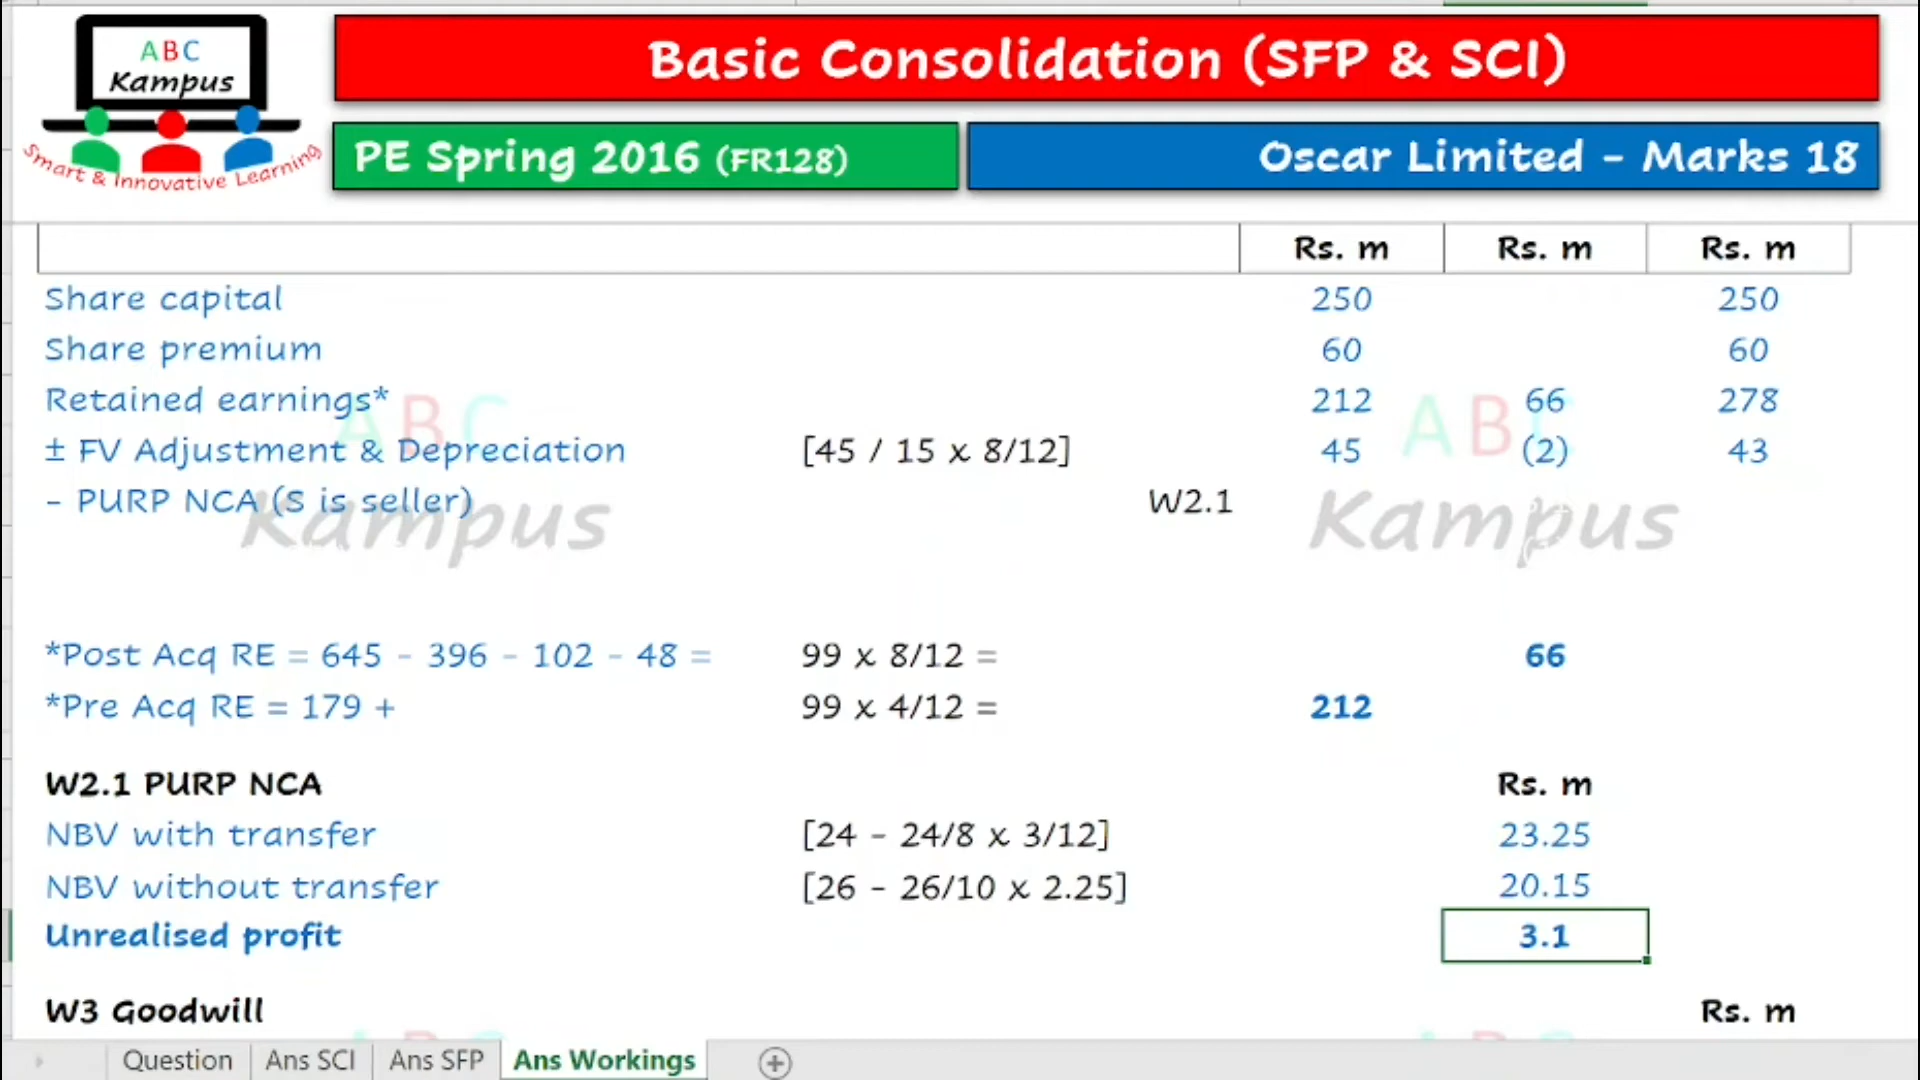 ABC
Kampus
Smart & Innovative Learning
Basic Consolidation (SFP & SCI)
PE Spring 2016 (FR128)
Oscar Limited - Marks 18
Rs. m Rs. m Rs. m
Share capital 250 250
Share premium 60 60
Retained earnings* 212 66 278
± FV Adjustment & Depreciation [45 / 15 x 8/12] 45 (2) 43
- PURP NCA (S is seller) W2.1
ABC
Kampus
ABC
Kampus
*Post Acq RE = 645 - 396 - 102 - 48 = 99 x 8/12 = 66
*Pre Acq RE = 179 + 99 x 4/12 = 212
W2.1 PURP NCA Rs. m
NBV with transfer [24 - 24/8 x 3/12] 23.25
NBV without transfer [26 - 26/10 x 2.25] 20.15
Unrealised profit 3.1
W3 Goodwill Rs. m
Question Ans SCI Ans SFP Ans Workings